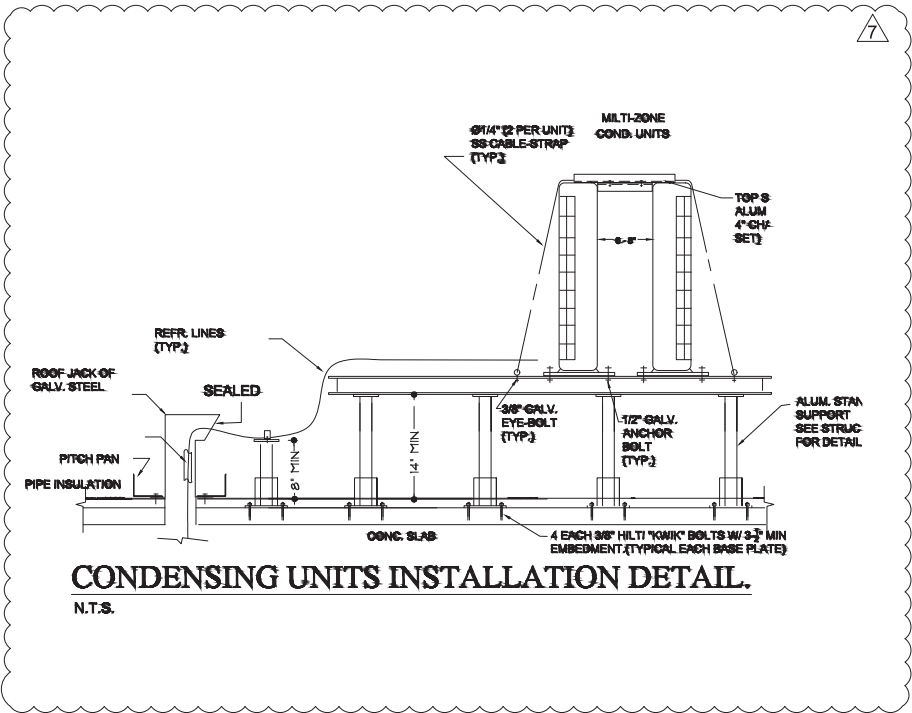 7
MILTI-ZONE
COND. UNITS
Ø1/4" (2 PER UNIT)
SS CABLE-STRAP
(TYP.)
TOP S
ALUM
4" CHA
SET)
REFR. LINES
(TYP.)
ROOF JACK OF
GALV. STEEL
SEALED
3/8" GALV.
EYE-BOLT
(TYP.)
1/2" GALV.
ANCHOR
BOLT
(TYP.)
ALUM. STAN
SUPPORT
SEE STRUC
FOR DETAIL
PITCH PAN
PIPE INSULATION
8" MIN
14" MIN
CONC. SLAB
4 EACH 3/8" HILTI "KWIK" BOLTS W/ MIN
EMBEDMENT.(TYPICAL EACH BASE PLATE)
CONDENSING UNITS INSTALLATION DETAIL.
N.T.S.